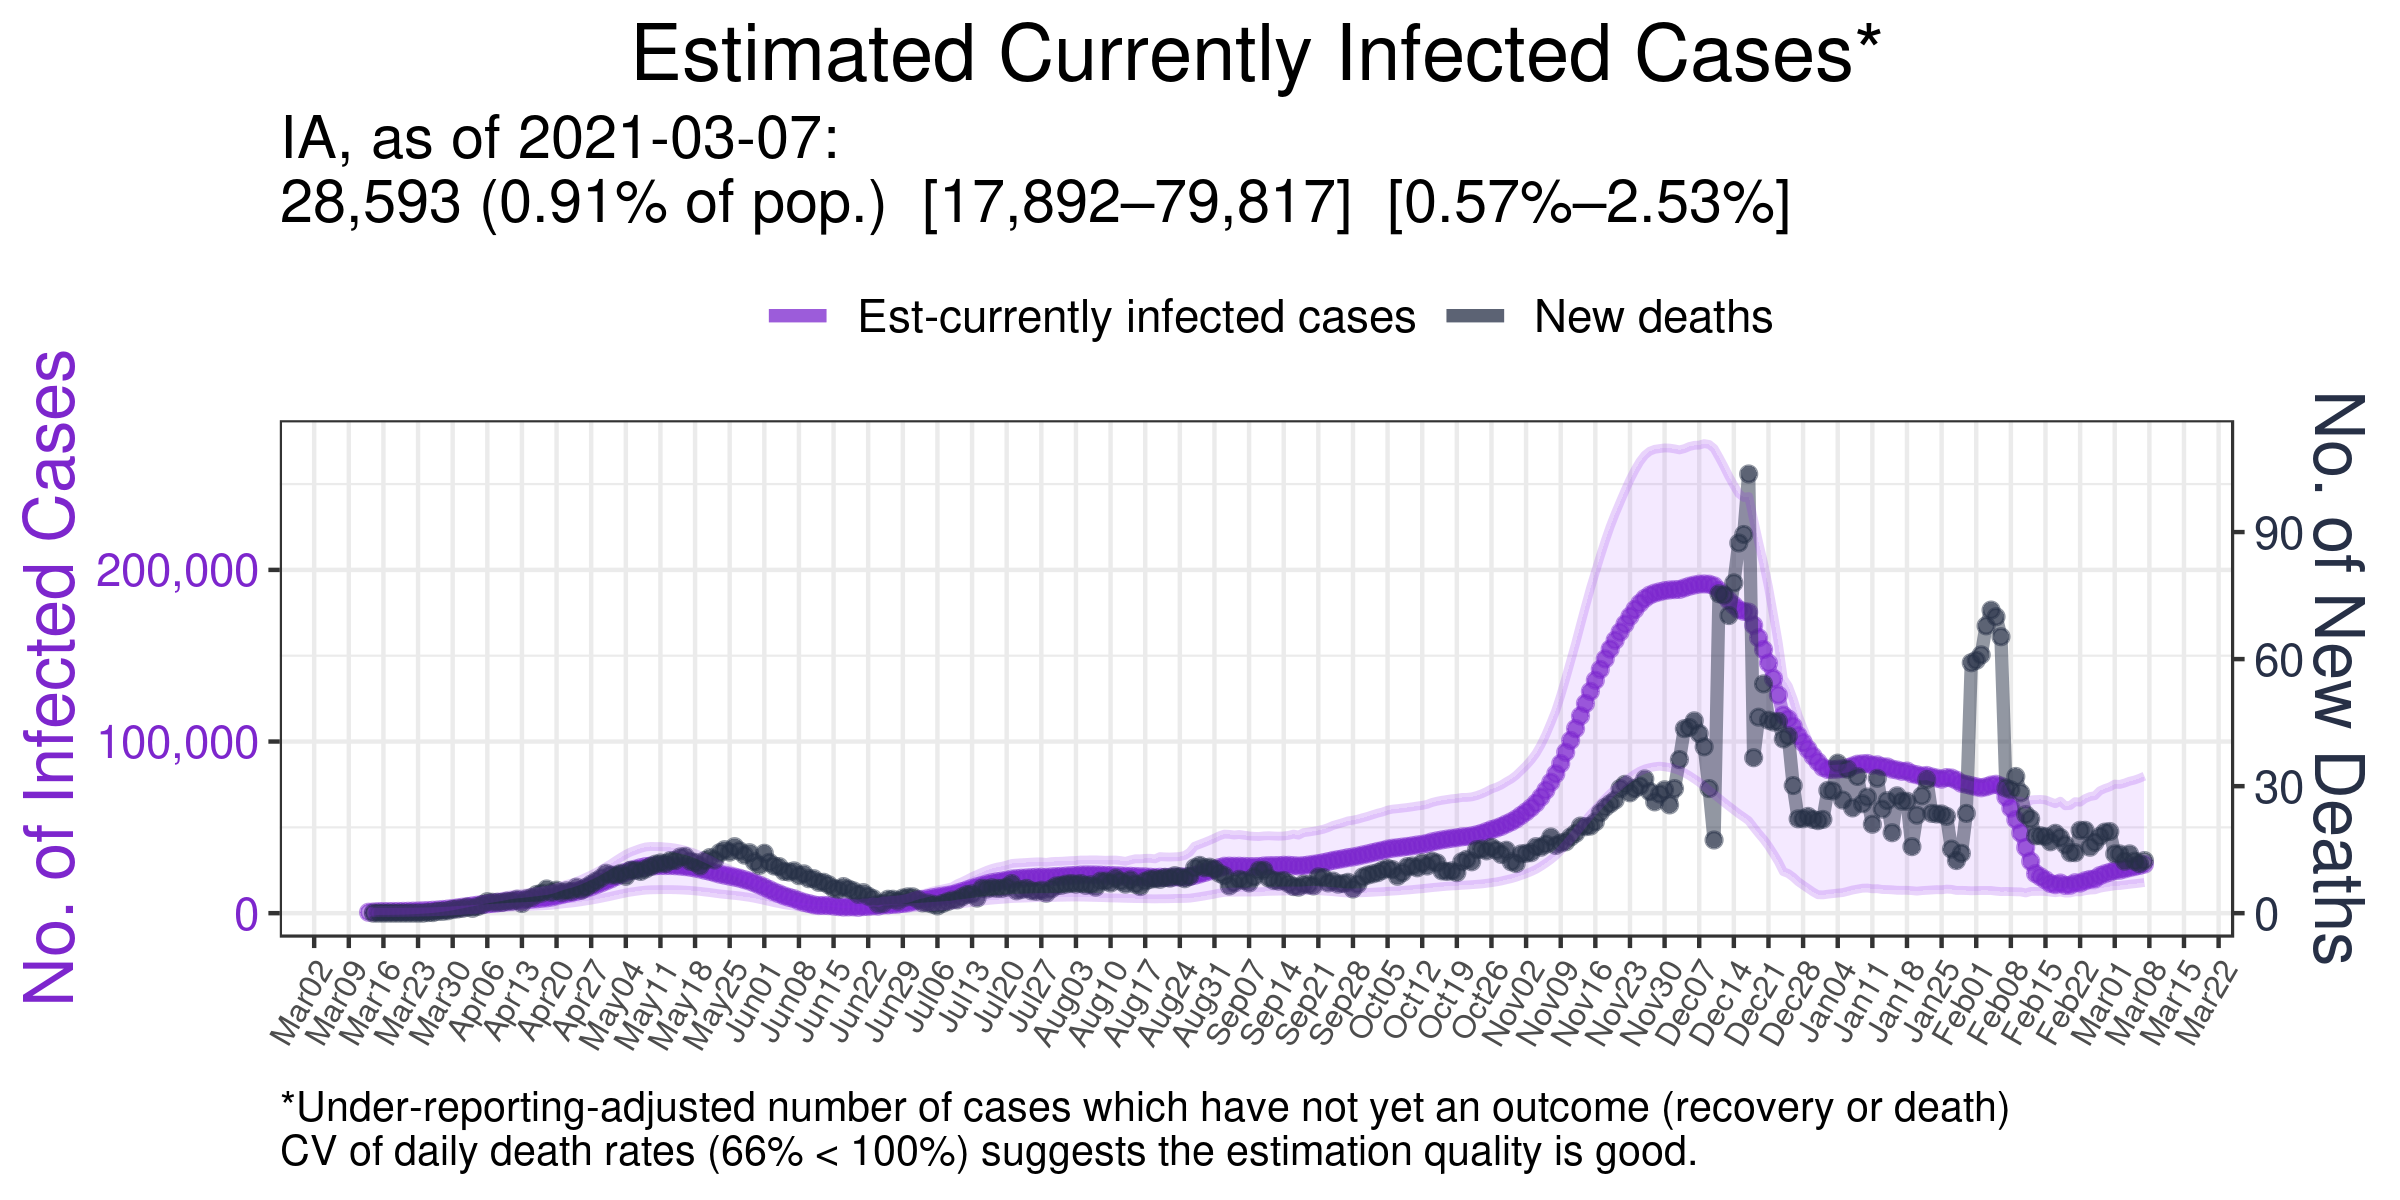 Estimated Currently Infected Cases*
IA, as of 2021-03-07:
28,593 (0.91% of pop.) [17,892–79,817] [0.57%–2.53%]
Est-currently infected cases
New deaths
No. of Infected Cases
200,000
100,000
0
90
60
30
0
No. of New Deaths
Mar02
Mar09
Mar16
Mar23
Mar30
Apr06
Apr13
Apr20
Apr27
May04
May11
May18
May25
Jun01
Jun08
Jun15
Jun22
Jun29
Jul06
Jul13
Jul20
Jul27
Aug03
Aug10
Aug17
Aug24
Aug31
Sep07
Sep14
Sep21
Sep28
Oct05
Oct12
Oct19
Oct26
Nov02
Nov09
Nov16
Nov23
Nov30
Dec07
Dec14
Dec21
Dec28
Jan04
Jan11
Jan18
Jan25
Feb01
Feb08
Feb15
Feb22
Mar01
Mar08
Mar15
Mar22
*Under-reporting-adjusted number of cases which have not yet an outcome (recovery or death)
CV of daily death rates (66% < 100%) suggests the estimation quality is good.